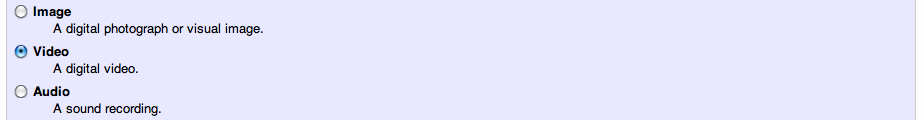 Image
A digital photograph or visual image.
Video
A digital video.
Audio
A sound recording.